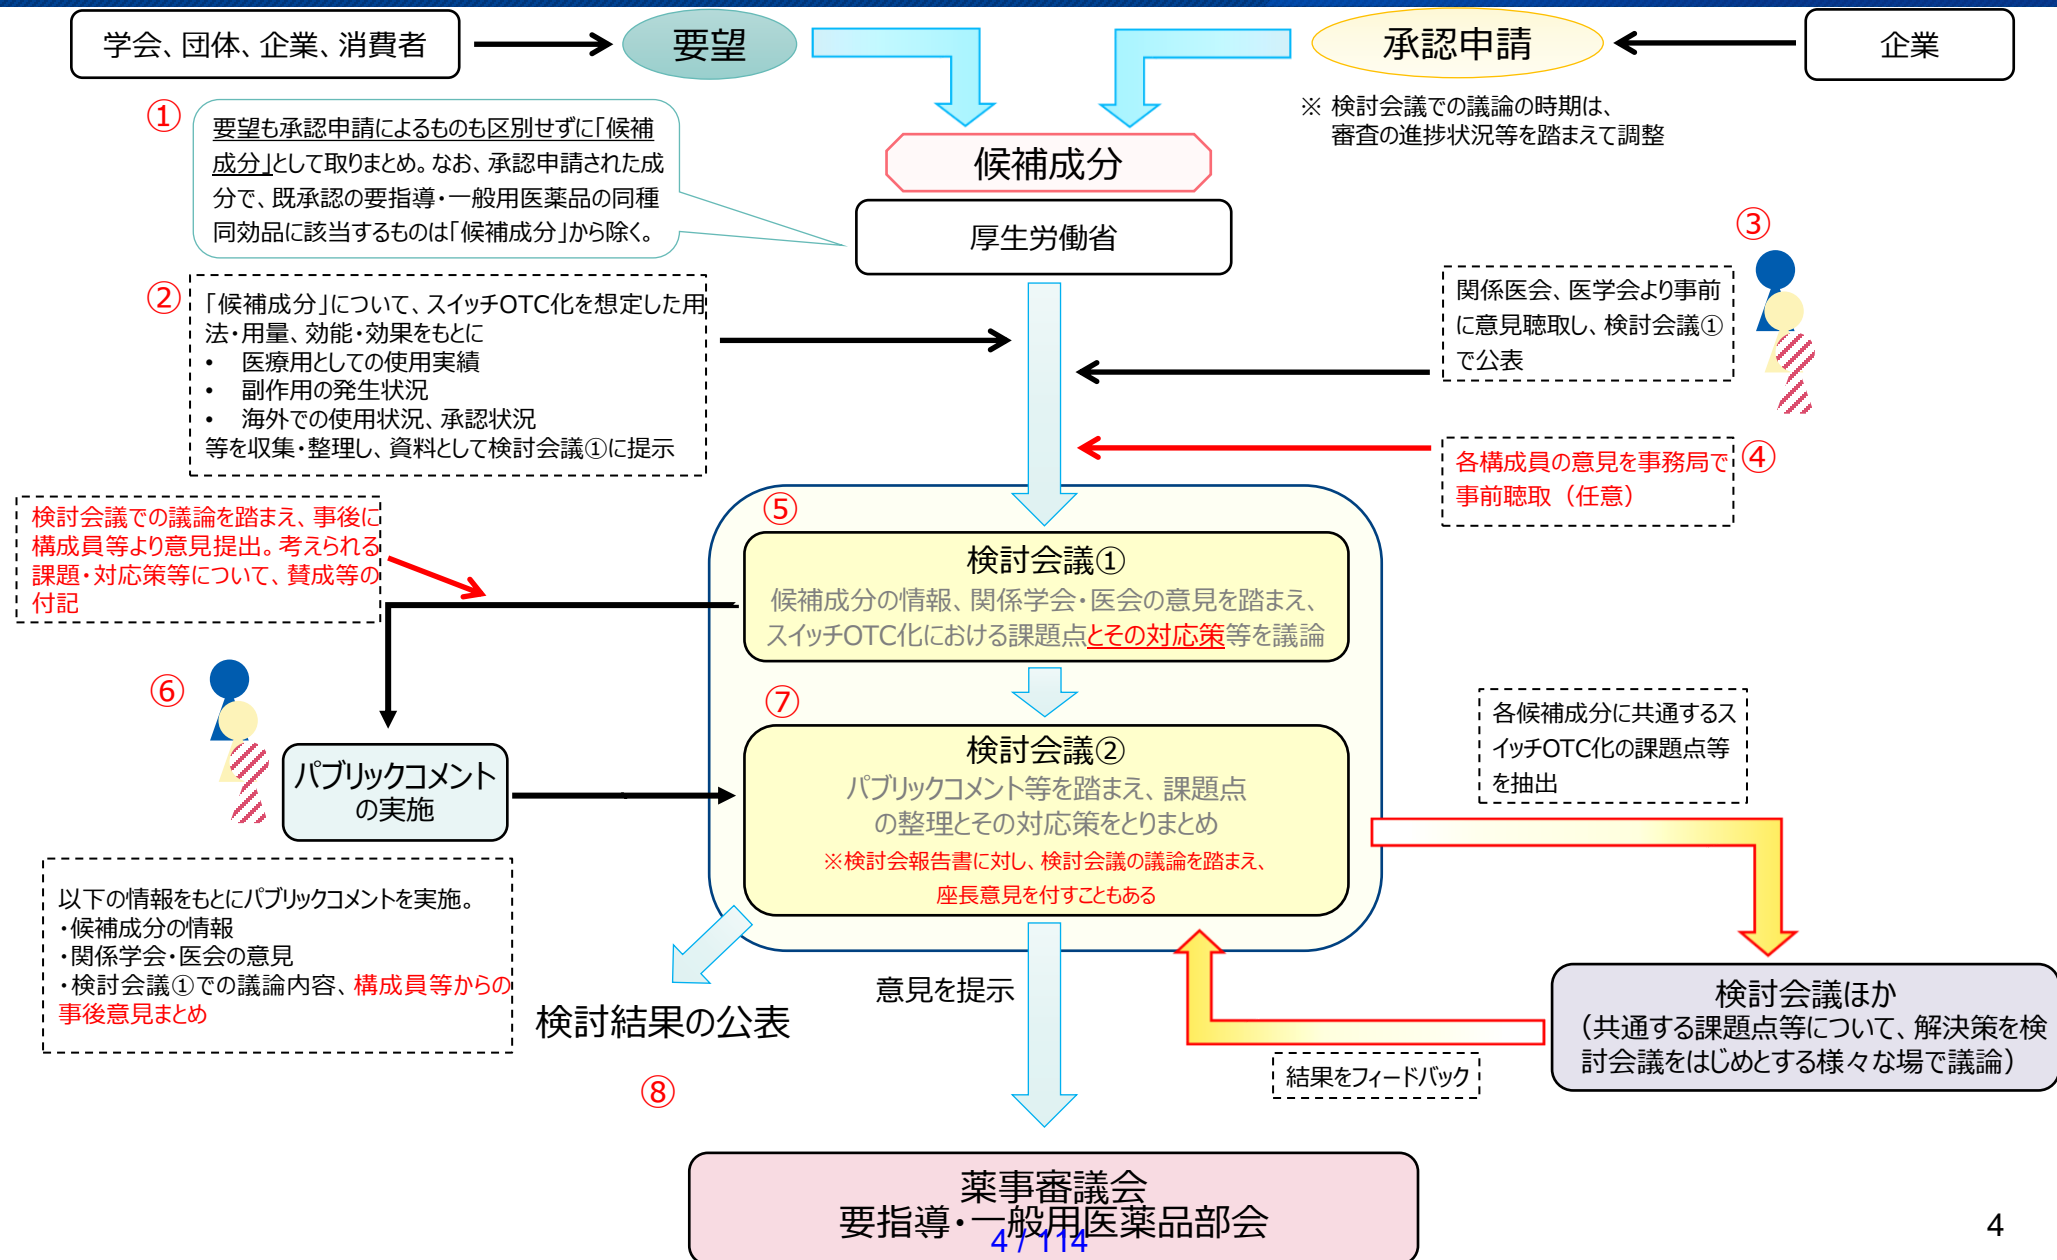 学会、団体、企業、消費者
要望
承認申請
企業
※ 検討会議での議論の時期は、
審査の進捗状況等を踏まえて調整
①
要望も承認申請によるものも区別せずに「候補
成分」として取りまとめ。なお、承認申請された成
分で、既承認の要指導・一般用医薬品の同種
同効品に該当するものは「候補成分」から除く。
候補成分
厚生労働省
②
「候補成分」について、スイッチOTC化を想定した用
法・用量、効能・効果をもとに
• 医療用としての使用実績
• 副作用の発生状況
• 海外での使用状況、承認状況
等を収集・整理し、資料として検討会議①に提示
③
関係医会、医学会より事前
に意見聴取し、検討会議①
で公表
各構成員の意見を事務局で
事前聴取（任意）
④
検討会議での議論を踏まえ、事後に
構成員等より意見提出。考えられる
課題・対応策等について、賛成等の
付記
⑤
検討会議①
候補成分の情報、関係学会・医会の意見を踏まえ、
スイッチOTC化における課題点とその対応策等を議論
⑥
パブリックコメント
の実施
⑦
検討会議②
パブリックコメント等を踏まえ、課題点
の整理とその対応策をとりまとめ
※検討会報告書に対し、検討会議の議論を踏まえ、
座長意見を付すこともある
各候補成分に共通するス
イッチOTC化の課題点等
を抽出
以下の情報をもとにパブリックコメントを実施。
・候補成分の情報
・関係学会・医会の意見
・検討会議①での議論内容、構成員等からの
事後意見まとめ
検討結果の公表
意見を提示
検討会議ほか
（共通する課題点等について、解決策を検
討会議をはじめとする様々な場で議論）
結果をフィードバック
⑧
薬事審議会
要指導・一般用医薬品部会
4 / 114
4